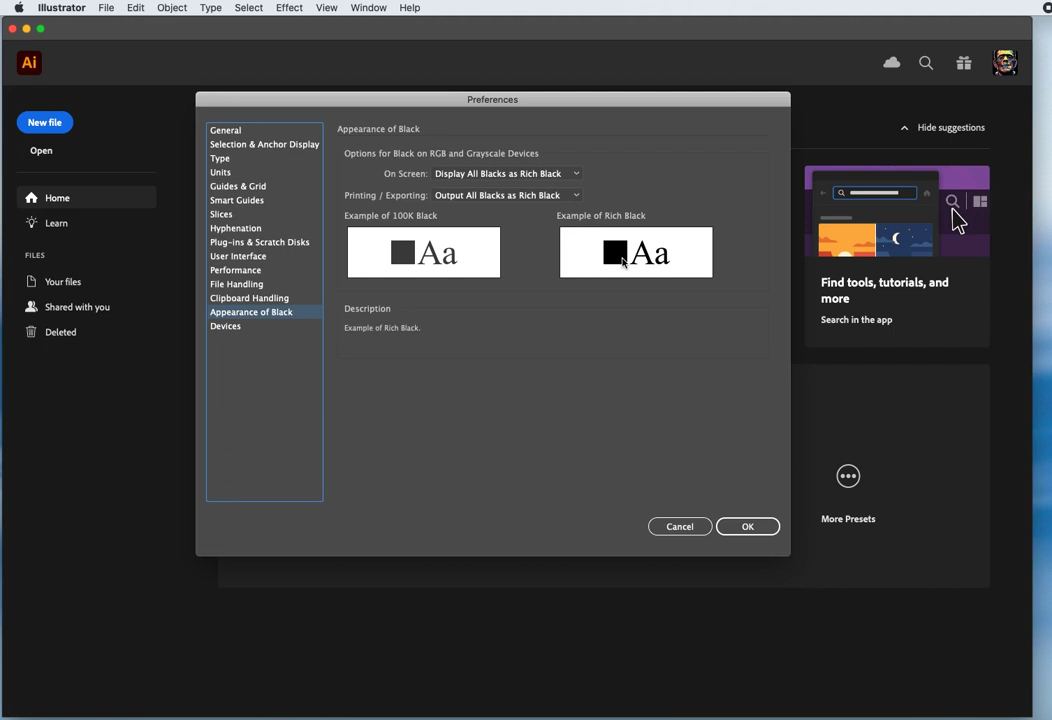 Illustrator File Edit Object Type Select Effect View Window Help
Ai
New file
Open
Home
Learn
FILES
Your files
Shared with you
Deleted
Hide suggestions
Preferences
General
Selection & Anchor Display
Type
Units
Guides & Grid
Smart Guides
Slices
Hyphenation
Plug-ins & Scratch Disks
User Interface
Performance
File Handling
Clipboard Handling
Appearance of Black
Devices
Appearance of Black
Options for Black on RGB and Grayscale Devices
On Screen: Display All Blacks as Rich Black
Printing / Exporting: Output All Blacks as Rich Black
Example of 100K Black
Example of Rich Black
Aa
Aa
Description
Example of Rich Black.
Cancel
OK
Find tools, tutorials, and
more
Search in the app
More Presets